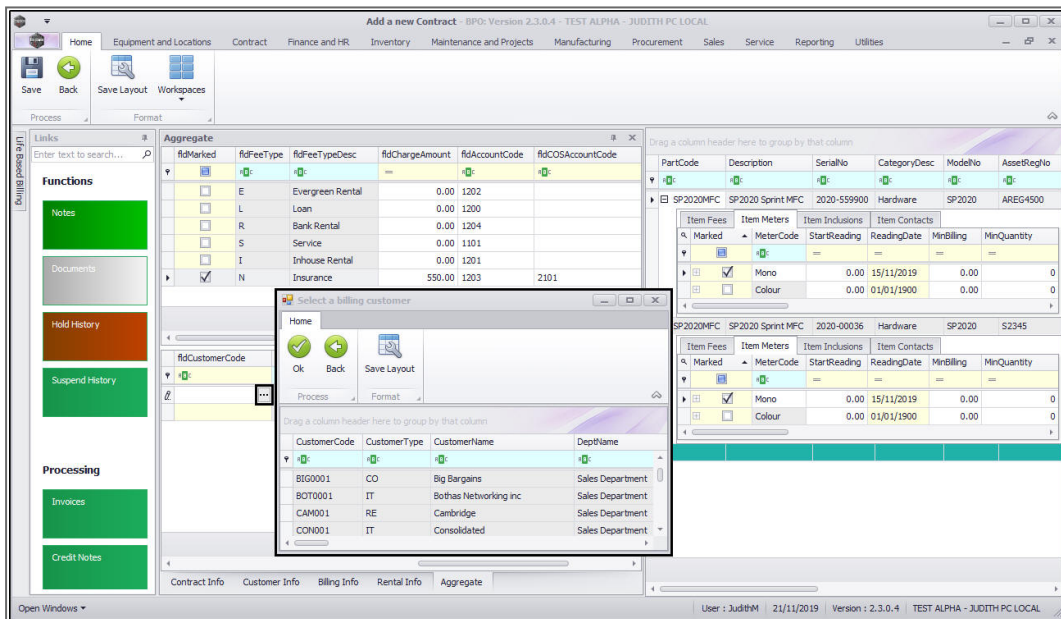 Add a new Contract - BPO: Version 2.3.0.4 - TEST ALPHA - JUDITH PC LOCAL
Home Equipment and Locations Contract Finance and HR Inventory Maintenance and Projects Manufacturing Procurement Sales Service Reporting Utilities
Save Back Save Layout Workspaces
Process Format
Life Based Billing
Links
Enter text to search...
Functions
Notes
Documents
Hold History
Suspend History
Processing
Invoices
Credit Notes
Aggregate
fldMarked fldFeeType fldFeeTypeDesc fldChargeAmount fldAccountCode fldCOSAccountCode
E Evergreen Rental 0.00 1202
L Loan 0.00 1200
R Bank Rental 0.00 1204
S Service 0.00 1101
I Inhouse Rental 0.00 1201
N Insurance 550.00 1203 2101
fldCustomerCode
Select a billing customer
Home
Ok Back Save Layout
Process Format
Drag a column header here to group by that column
CustomerCode CustomerType CustomerName DeptName
BIG0001 CO Big Bargains Sales Department
BOT0001 IT Bothas Networking inc Sales Department
CAM001 RE Cambridge Sales Department
CON001 IT Consolidated Sales Department
Contract Info Customer Info Billing Info Rental Info Aggregate
Drag a column header here to group by that column
PartCode Description SerialNo CategoryDesc ModelNo AssetRegNo
SP2020MFC SP2020 Sprint MFC 2020-559900 Hardware SP2020 AREG4500
Item Fees Item Meters Item Inclusions Item Contacts
Marked MeterCode StartReading ReadingDate MinBilling MinQuantity
Mono 0.00 15/11/2019 0.00 0
Colour 0.00 01/01/1900 0.00 0
SP2020MFC SP2020 Sprint MFC 2020-00036 Hardware SP2020 S2345
Item Fees Item Meters Item Inclusions Item Contacts
Marked MeterCode StartReading ReadingDate MinBilling MinQuantity
Mono 0.00 15/11/2019 0.00 0
Colour 0.00 01/01/1900 0.00 0
Open Windows User : JudithM 21/11/2019 Version : 2.3.0.4 TEST ALPHA - JUDITH PC LOCAL